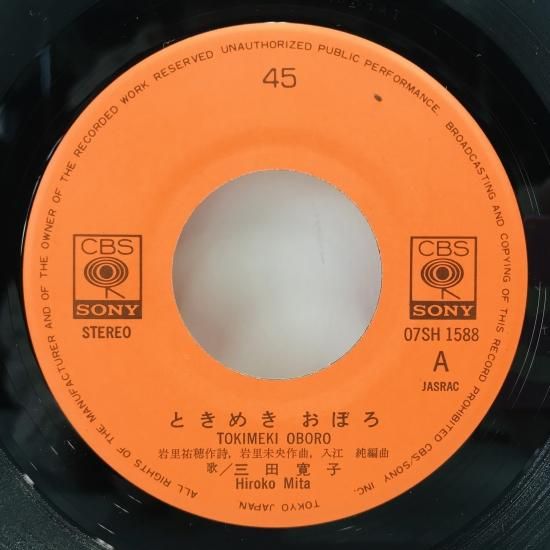 ALL RIGHTS OF THE MANUFACTURER AND OF THE OWNER OF THE RECORDED WORK RESERVED UNAUTHORIZED PUBLIC PERFORMANCE. BROADCASTING AND COPYING OF THIS RECORD PROHIBITED CBS/SONY INC. TOKYO JAPAN
45
CBS
SONY
STEREO
CBS
SONY
07SH 1588
A
JASRAC
ときめき おぼろ
TOKIMEKI OBORO
岩里祐穂作詩, 岩里未央作曲, 入江 純編曲
歌/三田寛子
Hiroko Mita